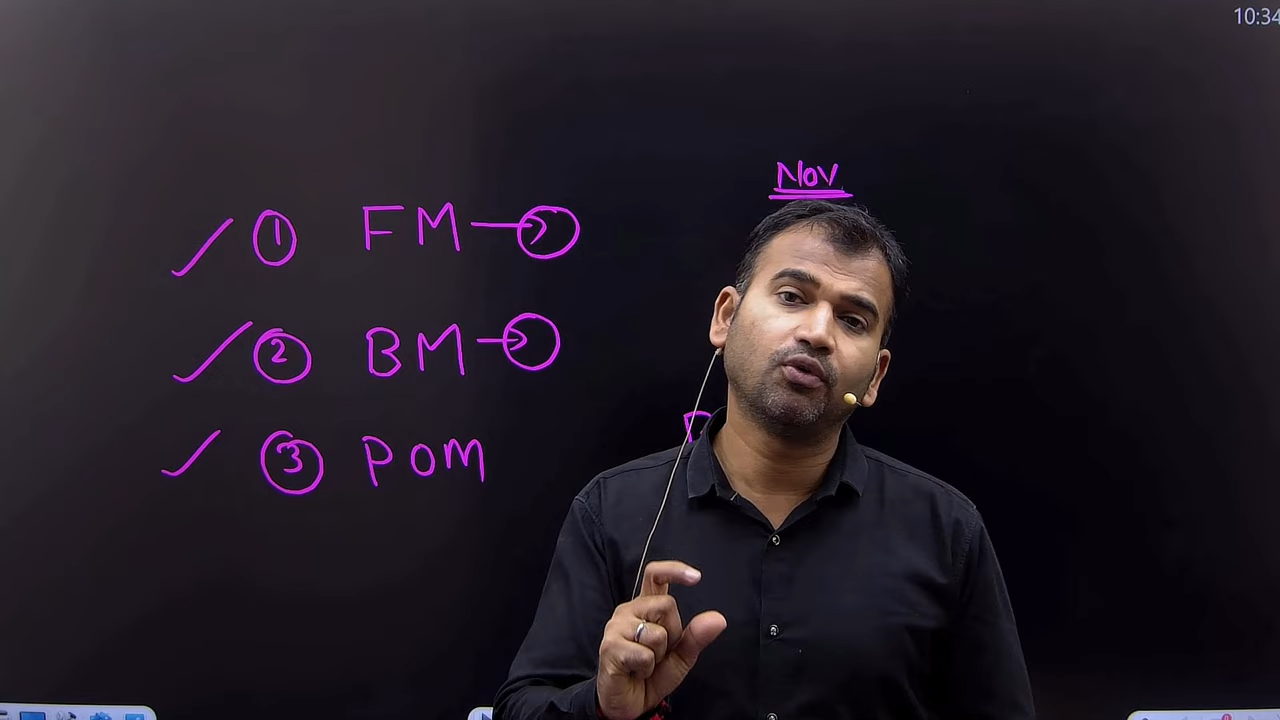 10:34
Nov
① FM →
② BM →
③ POM